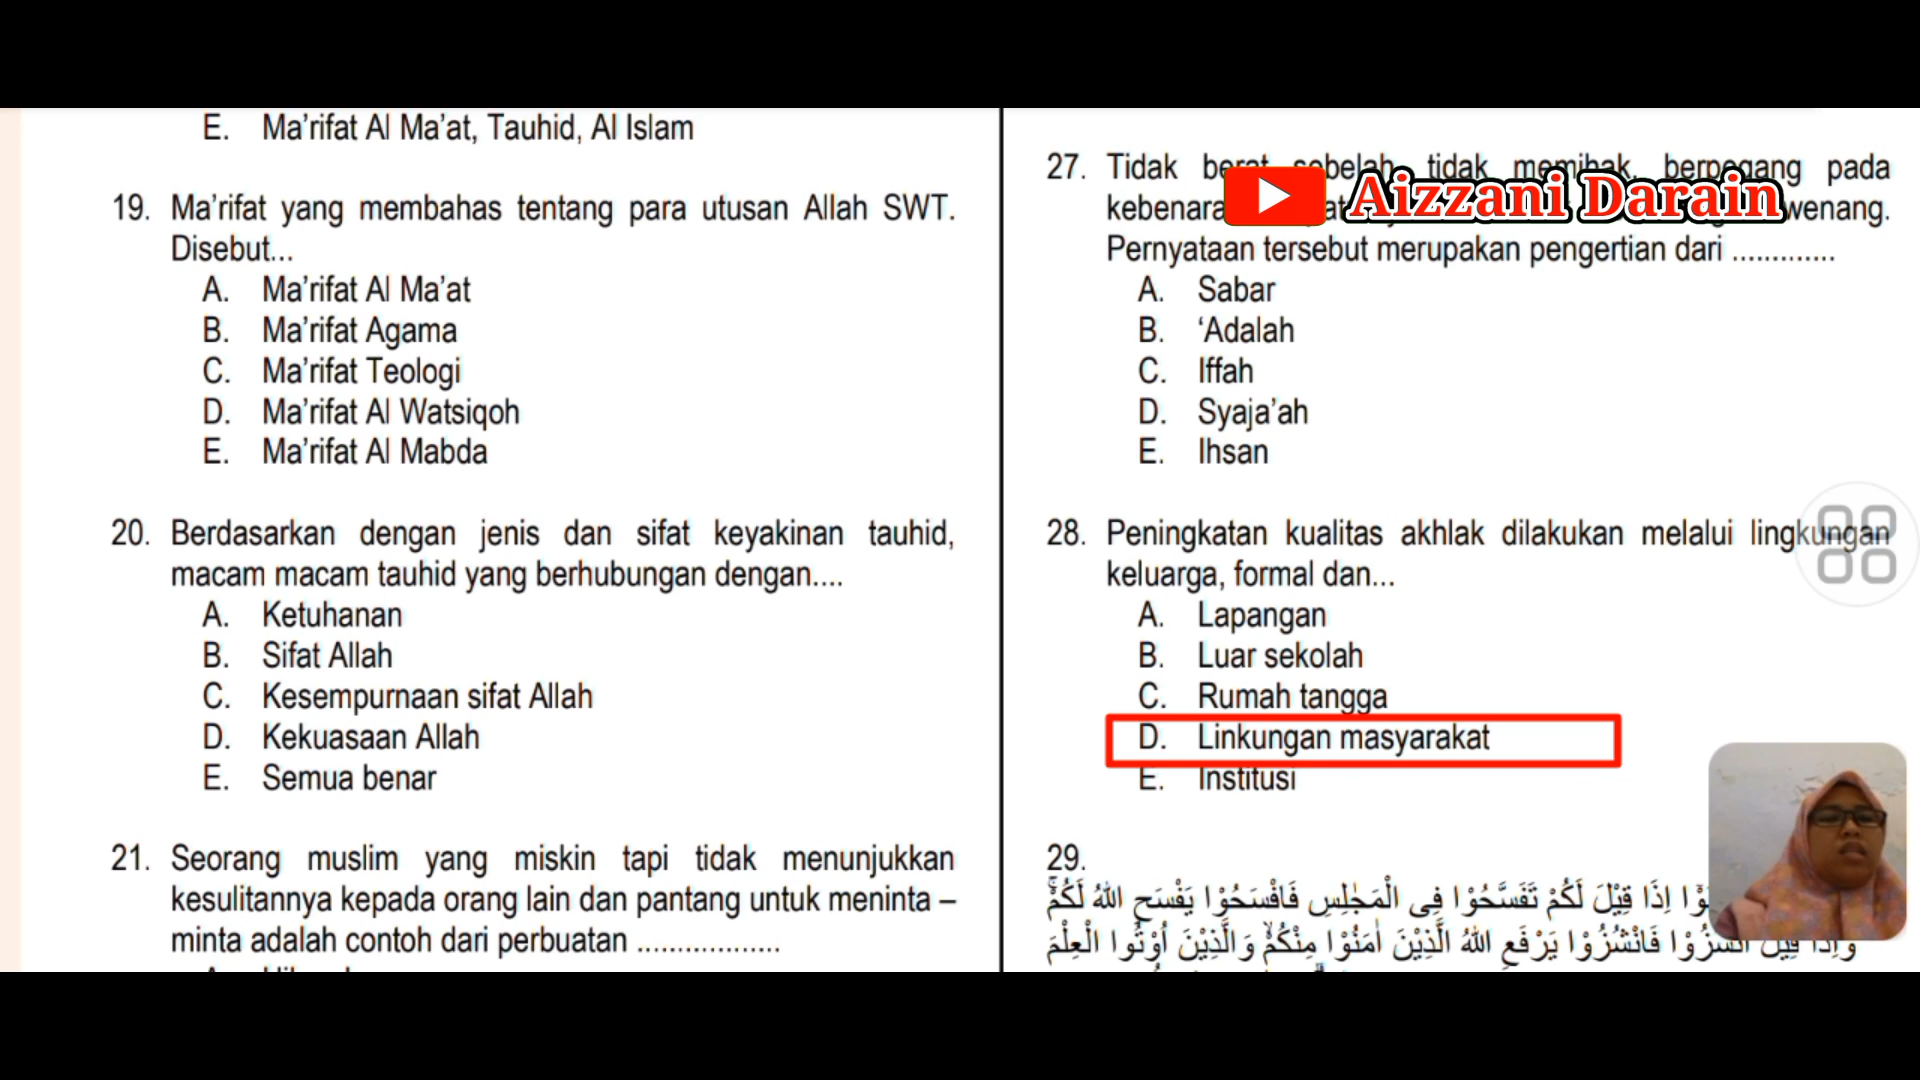 E. Ma'rifat Al Ma'at, Tauhid, Al Islam
19. Ma'rifat yang membahas tentang para utusan Allah SWT.
Disebut...
A. Ma'rifat Al Ma'at
B. Ma'rifat Agama
C. Ma'rifat Teologi
D. Ma'rifat Al Watsiqoh
E. Ma'rifat Al Mabda
20. Berdasarkan dengan jenis dan sifat keyakinan tauhid,
macam macam tauhid yang berhubungan dengan....
A. Ketuhanan
B. Sifat Allah
C. Kesempurnaan sifat Allah
D. Kekuasaan Allah
E. Semua benar
21. Seorang muslim yang miskin tapi tidak menunjukkan
kesulitannya kepada orang lain dan pantang untuk meminta –
minta adalah contoh dari perbuatan ..................
27. Tidak berat sebelah, tidak memihak, berpegang pada
Aizzani Darain
Pernyataan tersebut merupakan pengertian dari .............
A. Sabar
B. 'Adalah
C. Iffah
D. Syaja'ah
E. Ihsan
28. Peningkatan kualitas akhlak dilakukan melalui lingkungan
keluarga, formal dan...
A. Lapangan
B. Luar sekolah
C. Rumah tangga
D. Linkungan masyarakat
E. Institusi
29.
اِذَا قِيْلَ لَكُمْ تَفَسَّحُوْا فِى الْمَجٰلِسِ فَافْسَحُوْا يَفْسَحِ اللهُ لَكُمْ
وَاِذَا قِيْلَ انْشُزُوْا فَانْشُزُوْا يَرْفَعِ اللهُ الَّذِيْنَ اٰمَنُوْا مِنْكُمْ وَالَّذِيْنَ اُوْتُوا الْعِلْمَ